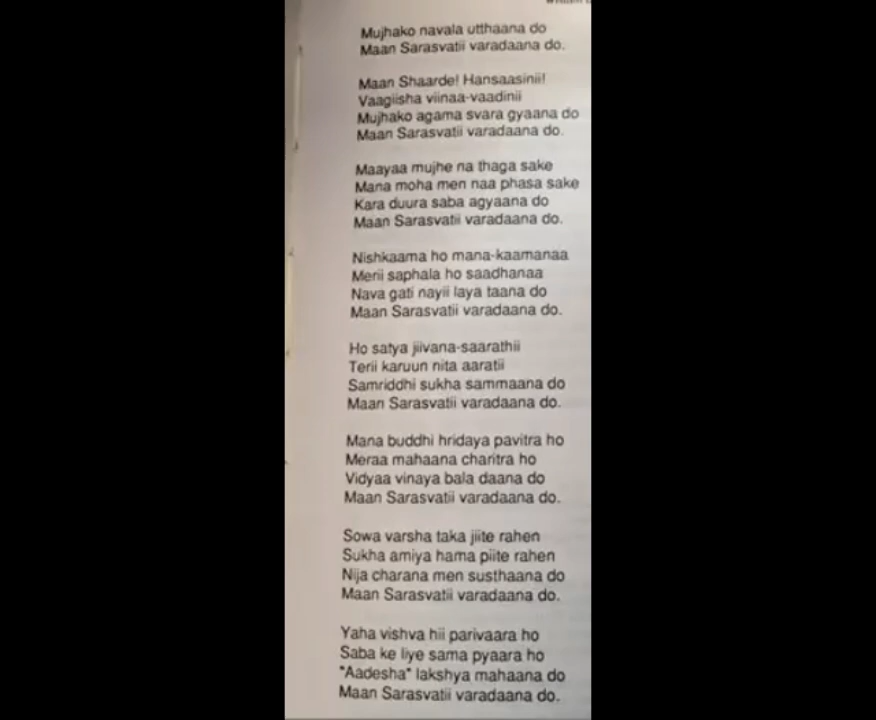 Mujhako navala utthaana do
Maan Sarasvatii varadaana do.
Maan Shaarde! Hansaasinii!
Vaagiisha viinaa-vaadinii
Mujhako agama svara gyaana do
Maan Sarasvatii varadaana do.
Maayaa mujhe na thaga sake
Mana moha men naa phasa sake
Kara duura saba agyaana do
Maan Sarasvatii varadaana do.
Nishkaama ho mana-kaamanaa
Merii saphala ho saadhanaa
Nava gati nayii laya taana do
Maan Sarasvatii varadaana do.
Ho satya jiivana-saarathii
Terii karuun nita aaratii
Samriddhi sukha sammaana do
Maan Sarasvatii varadaana do.
Mana buddhi hridaya pavitra ho
Meraa mahaana charitra ho
Vidyaa vinaya bala daana do
Maan Sarasvatii varadaana do.
Sowa varsha taka jiite rahen
Sukha amiya hama piite rahen
Nija charana men susthaana do
Maan Sarasvatii varadaana do.
Yaha vishva hii parivaara ho
Saba ke liye sama pyaara ho
"Aadesha" lakshya mahaana do
Maan Sarasvatii varadaana do.